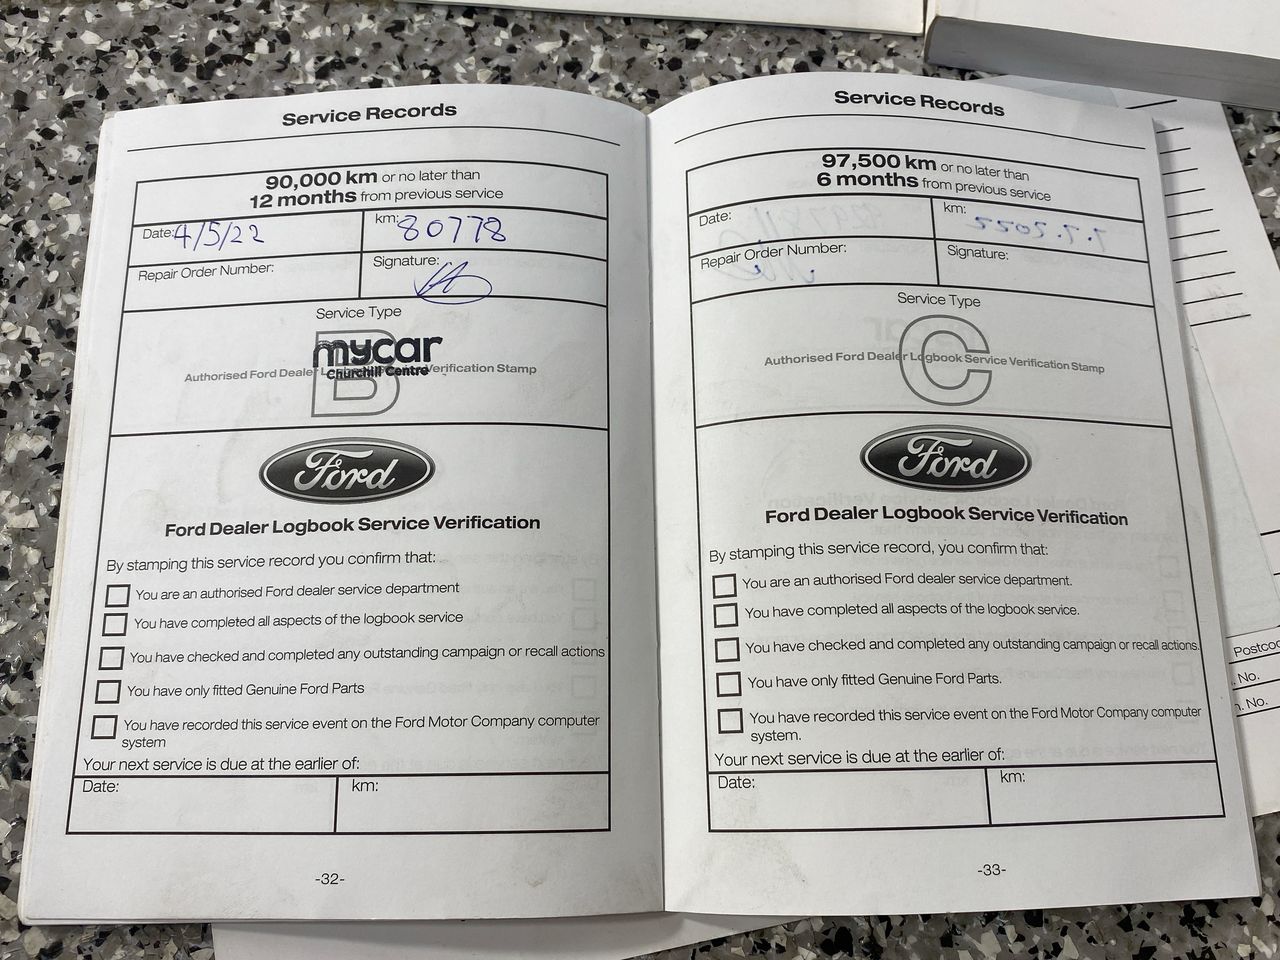 Service Records
90,000 km or no later than
12 months from previous service
Date: 4/5/22
km: 80778
Repair Order Number:
Signature:
Service Type
B
mycar
Churchill Centre
Authorised Ford Dealer Verification Stamp
Ford
Ford Dealer Logbook Service Verification
By stamping this service record you confirm that:
You are an authorised Ford dealer service department
You have completed all aspects of the logbook service
You have checked and completed any outstanding campaign or recall actions
You have only fitted Genuine Ford Parts
You have recorded this service event on the Ford Motor Company computer
system
Your next service is due at the earlier of:
Date:
km:
-32-
Service Records
97,500 km or no later than
6 months from previous service
Date:
km:
Repair Order Number:
Signature:
Service Type
C
Authorised Ford Dealer Logbook Service Verification Stamp
Ford
Ford Dealer Logbook Service Verification
By stamping this service record, you confirm that:
You are an authorised Ford dealer service department.
You have completed all aspects of the logbook service.
You have checked and completed any outstanding campaign or recall actions.
You have only fitted Genuine Ford Parts.
You have recorded this service event on the Ford Motor Company computer
system.
Your next service is due at the earlier of:
Date:
km:
-33-
No.
No.